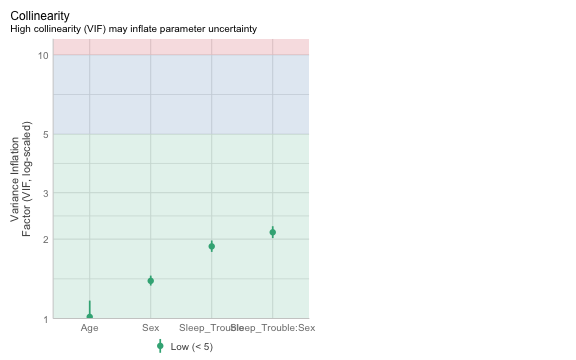 Collinearity
High collinearity (VIF) may inflate parameter uncertainty
Variance Inflation
Factor (VIF, log-scaled)
10
5
3
2
1
Age Sex Sleep_Trouble Sleep_Trouble:Sex
Low (< 5)